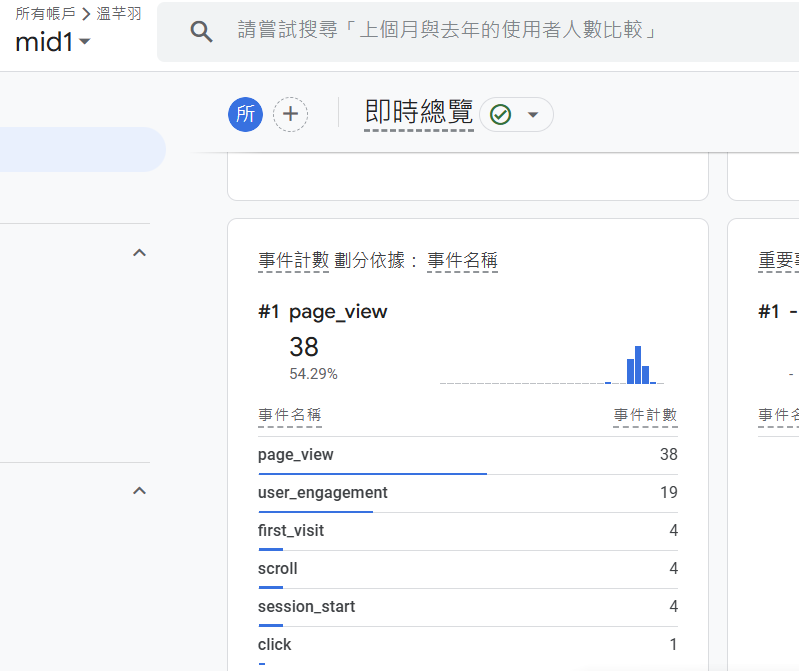 所有帳戶 > 溫芊羽
mid1
請嘗試搜尋「上個月與去年的使用者人數比較」
所
即時總覽
事件計數 劃分依據： 事件名稱
#1 page_view
38
54.29%
事件名稱 事件計數
page_view 38
user_engagement 19
first_visit 4
scroll 4
session_start 4
click 1
重要
#1 -
-
事件